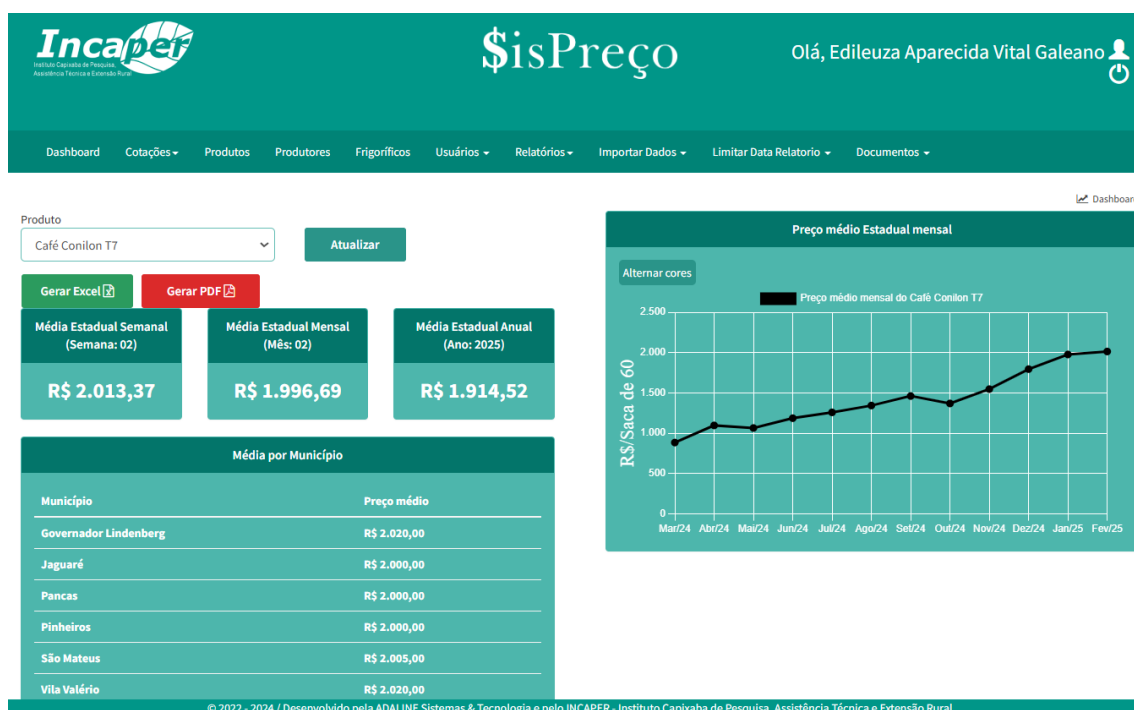 Incaper
Instituto Capixaba de Pesquisa,
Assistência Técnica e Extensão Rural
$isPreço
Olá, Edileuza Aparecida Vital Galeano
Dashboard Cotações Produtos Produtores Frigoríficos Usuários Relatórios Importar Dados Limitar Data Relatorio Documentos
Dashboar
Produto
Café Conilon T7
Atualizar
Gerar Excel
Gerar PDF
Média Estadual Semanal
(Semana: 02)
R$ 2.013,37
Média Estadual Mensal
(Mês: 02)
R$ 1.996,69
Média Estadual Anual
(Ano: 2025)
R$ 1.914,52
Média por Município
Município Preço médio
Governador Lindenberg R$ 2.020,00
Jaguaré R$ 2.000,00
Pancas R$ 2.000,00
Pinheiros R$ 2.000,00
São Mateus R$ 2.005,00
Vila Valério R$ 2.020,00
Preço médio Estadual mensal
Alternar cores
Preço médio mensal do Café Conilon T7
R$/Saca de 60
2.500
2.000
1.500
1.000
500
0
Mar/24 Abr/24 Mai/24 Jun/24 Jul/24 Ago/24 Set/24 Out/24 Nov/24 Dez/24 Jan/25 Fev/25
© 2022 - 2024 / Desenvolvido pela ADALINE Sistemas & Tecnologia e pelo INCAPER - Instituto Capixaba de Pesquisa, Assistência Técnica e Extensão Rural